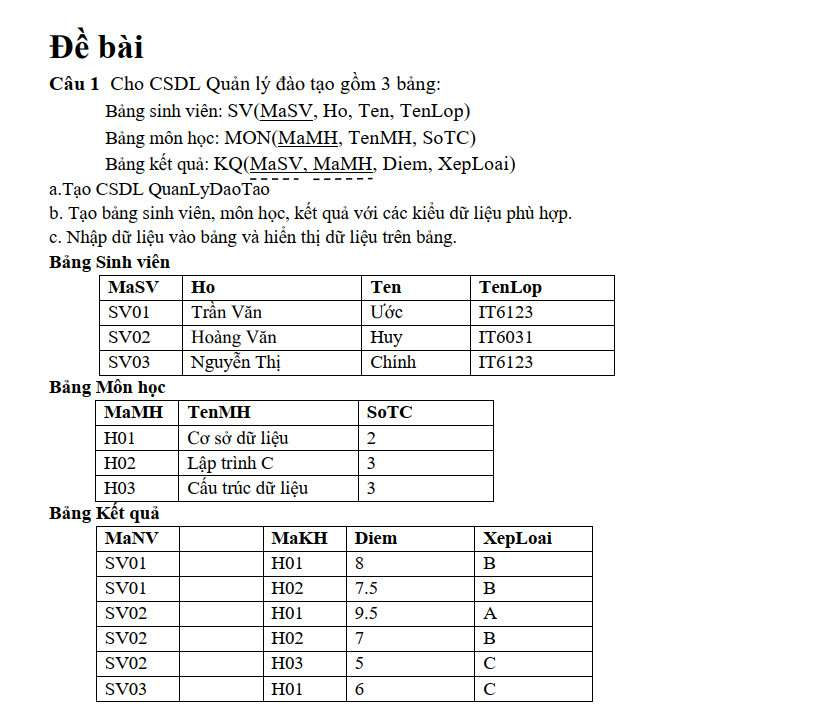 Đề bài
Câu 1 Cho CSDL Quản lý đào tạo gồm 3 bảng:
Bảng sinh viên: SV(MaSV, Ho, Ten, TenLop)
Bảng môn học: MON(MaMH, TenMH, SoTC)
Bảng kết quả: KQ(MaSV, MaMH, Diem, XepLoai)
a.Tạo CSDL QuanLyDaoTao
b. Tạo bảng sinh viên, môn học, kết quả với các kiểu dữ liệu phù hợp.
c. Nhập dữ liệu vào bảng và hiển thị dữ liệu trên bảng.
Bảng Sinh viên
MaSV Ho Ten TenLop
SV01 Trần Văn Ước IT6123
SV02 Hoàng Văn Huy IT6031
SV03 Nguyễn Thị Chính IT6123
Bảng Môn học
MaMH TenMH SoTC
H01 Cơ sở dữ liệu 2
H02 Lập trình C 3
H03 Cấu trúc dữ liệu 3
Bảng Kết quả
MaNV MaKH Diem XepLoai
SV01 H01 8 B
SV01 H02 7.5 B
SV02 H01 9.5 A
SV02 H02 7 B
SV02 H03 5 C
SV03 H01 6 C